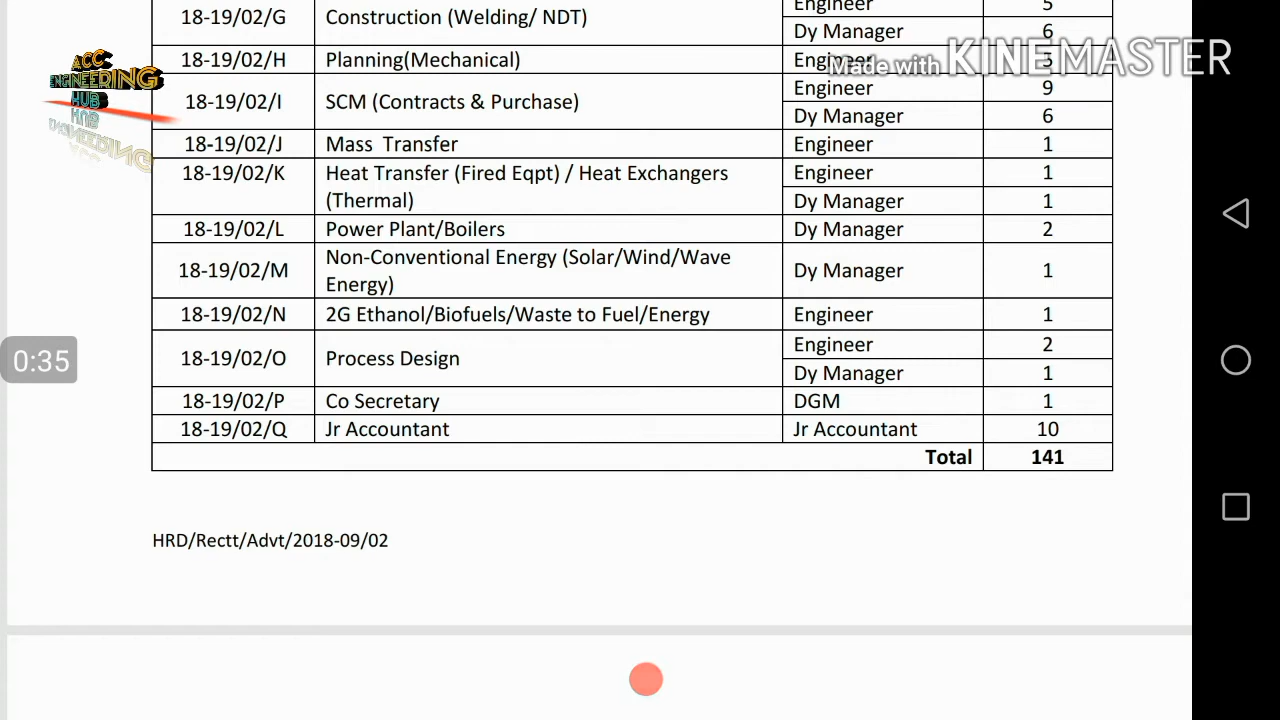 Engineer 5
18-19/02/G Construction (Welding/ NDT)
Dy Manager 6
18-19/02/H Planning(Mechanical) Engineer
Made with KINEMASTER
Engineer 9
18-19/02/I SCM (Contracts & Purchase)
Dy Manager 6
18-19/02/J Mass Transfer Engineer 1
18-19/02/K Heat Transfer (Fired Eqpt) / Heat Exchangers Engineer 1
(Thermal) Dy Manager 1
18-19/02/L Power Plant/Boilers Dy Manager 2
Non-Conventional Energy (Solar/Wind/Wave
18-19/02/M Dy Manager 1
Energy)
18-19/02/N 2G Ethanol/Biofuels/Waste to Fuel/Energy Engineer 1
Engineer 2
18-19/02/O Process Design
Dy Manager 1
18-19/02/P Co Secretary DGM 1
18-19/02/Q Jr Accountant Jr Accountant 10
Total 141
HRD/Rectt/Advt/2018-09/02
ACC
ENGINEERING
HUB
0:35